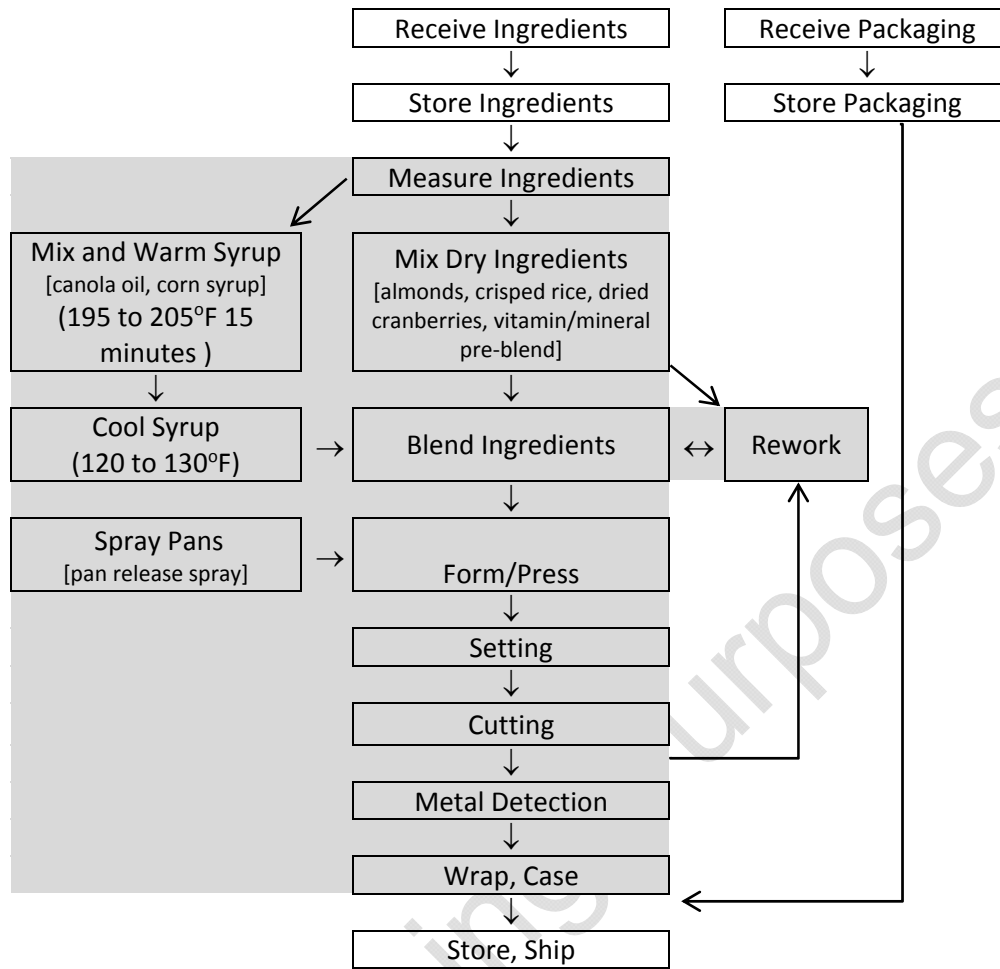 Receive Ingredients
Receive Packaging
↓
↓
Store Ingredients
Store Packaging
↓
Measure Ingredients
↓
Mix and Warm Syrup
[canola oil, corn syrup]
(195 to 205°F 15
minutes )
Mix Dry Ingredients
[almonds, crisped rice, dried
cranberries, vitamin/mineral
pre-blend]
↓
↓
Cool Syrup
(120 to 130°F)
→
Blend Ingredients
↔
Rework
↓
Spray Pans
[pan release spray]
→
Form/Press
↓
Setting
↓
Cutting
↓
Metal Detection
↓
Wrap, Case
↓
Store, Ship